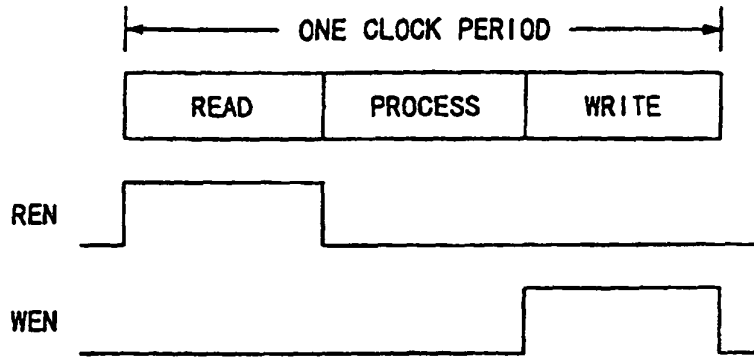 ONE CLOCK PERIOD
READ PROCESS WRITE
REN
WEN